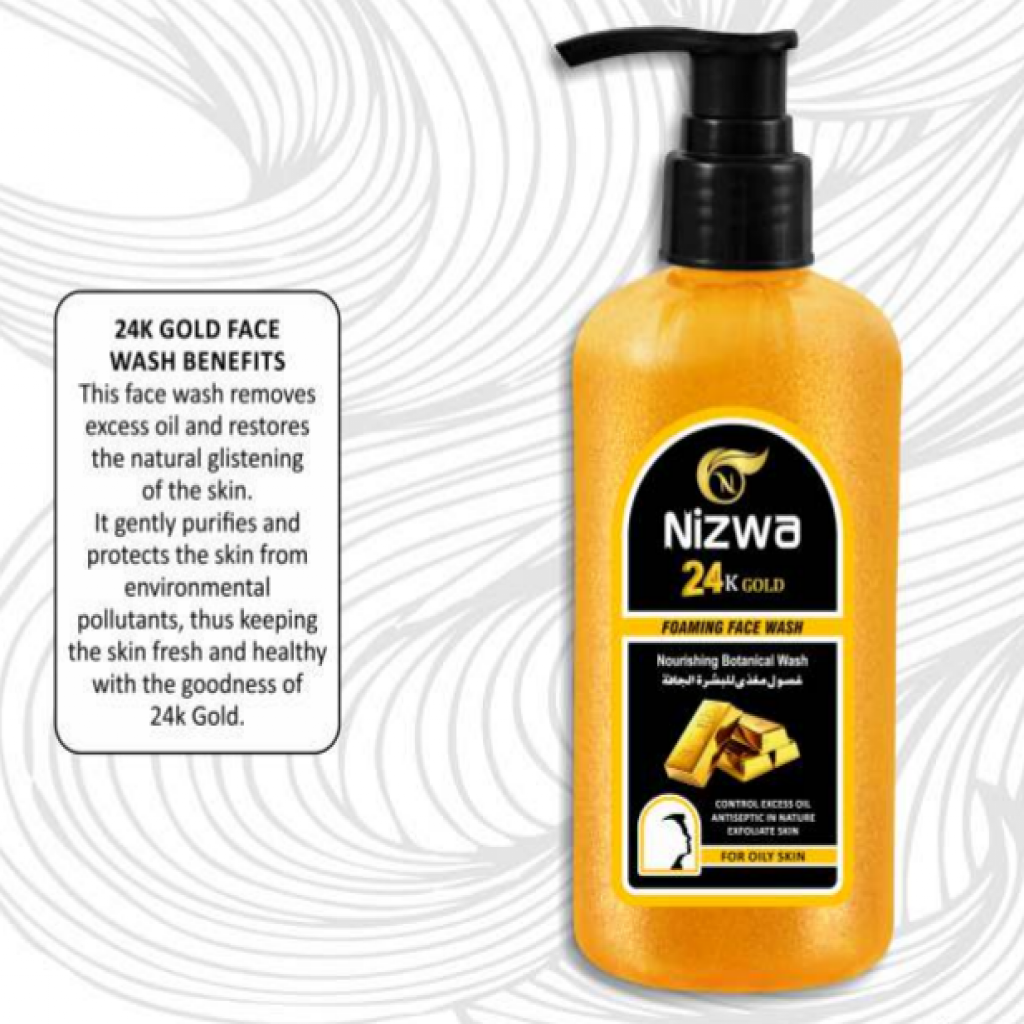 24K GOLD FACE
WASH BENEFITS
This face wash removes
excess oil and restores
the natural glistening
of the skin.
It gently purifies and
protects the skin from
environmental
pollutants, thus keeping
the skin fresh and healthy
with the goodness of
24k Gold.
N
Nizwa
24K GOLD
FOAMING FACE WASH
Nourishing Botanical Wash
غسول مغذي للبشرة الجافة
CONTROL EXCESS OIL
ANTISEPTIC IN NATURE
EXFOLIATE SKIN
FOR OILY SKIN